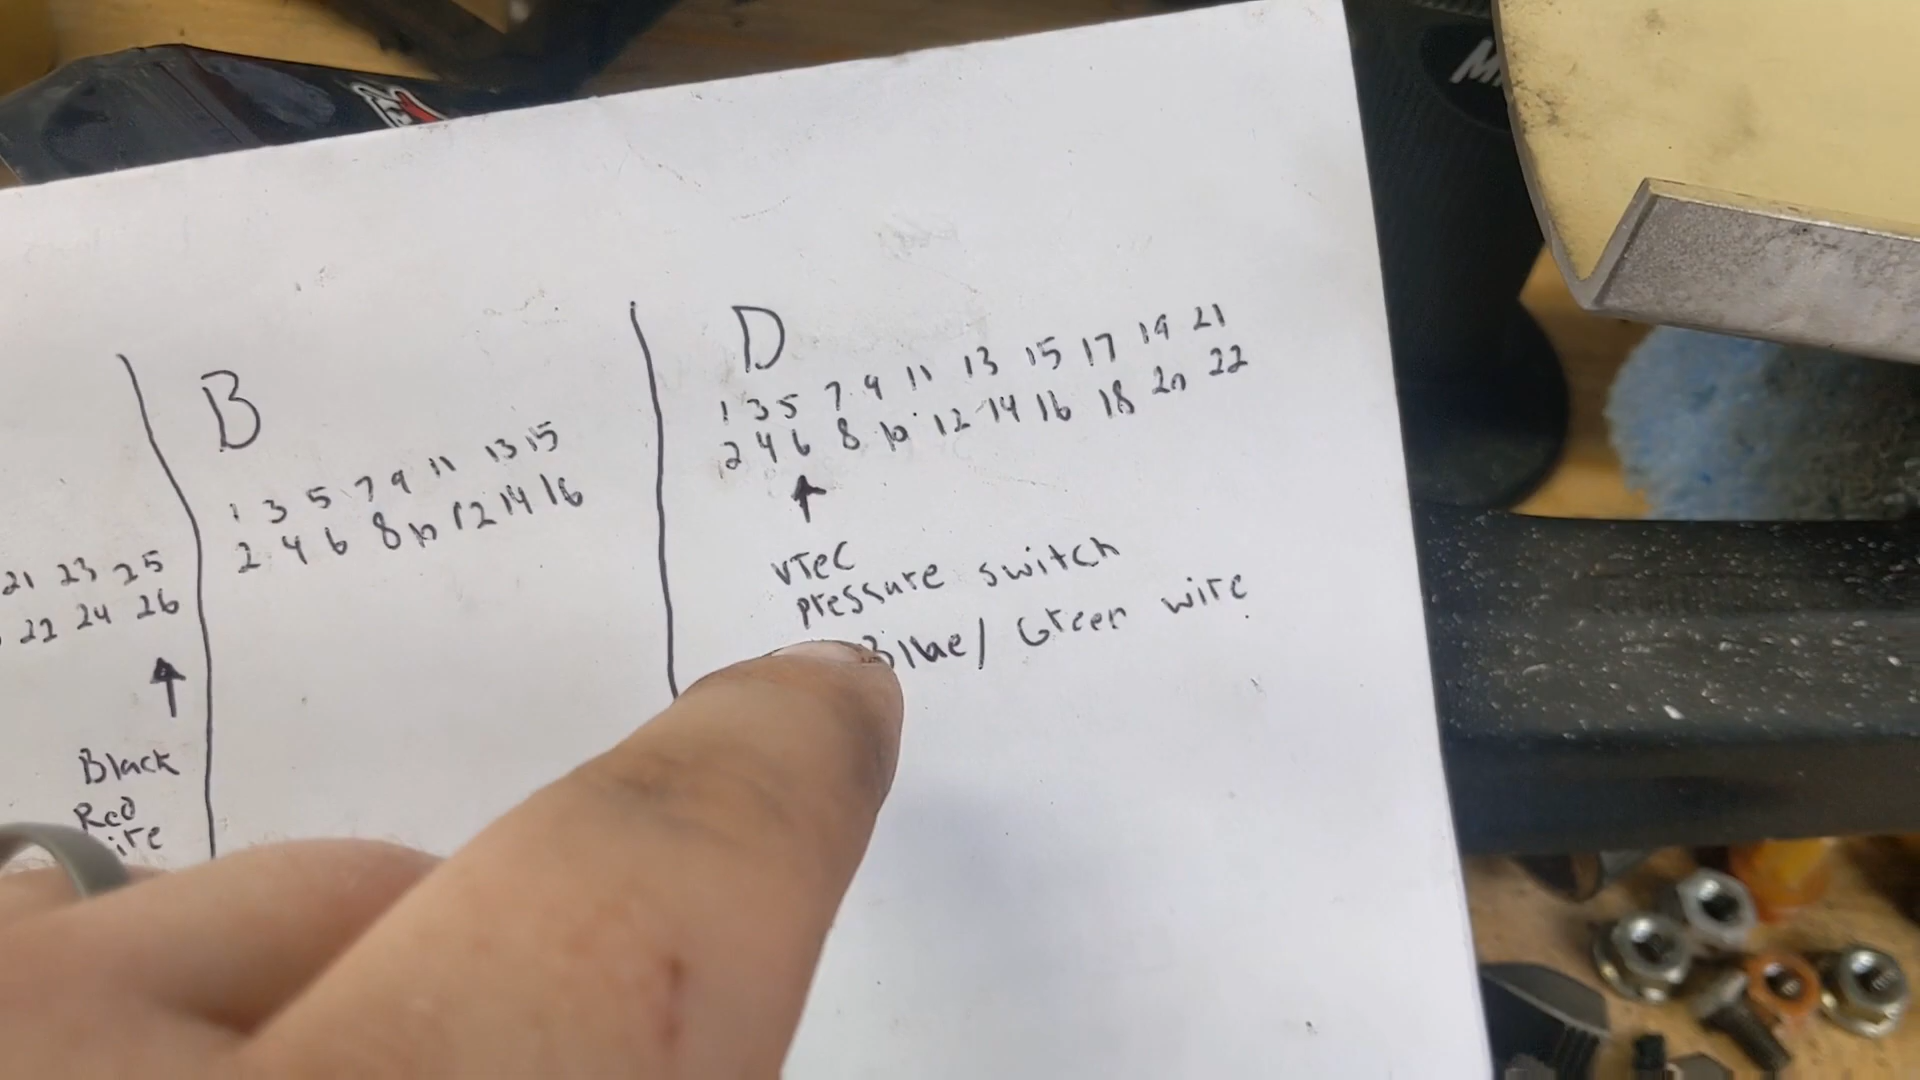 B
1 3 5 7 9 11 13 15
2 4 6 8 10 12 14 16
D
1 3 5 7 9 11 13 15 17 19 21
2 4 6 8 10 12 14 16 18 20 22
VTEC
pressure switch
Blue/Green wire
21 23 25
22 24 26
Black
Red